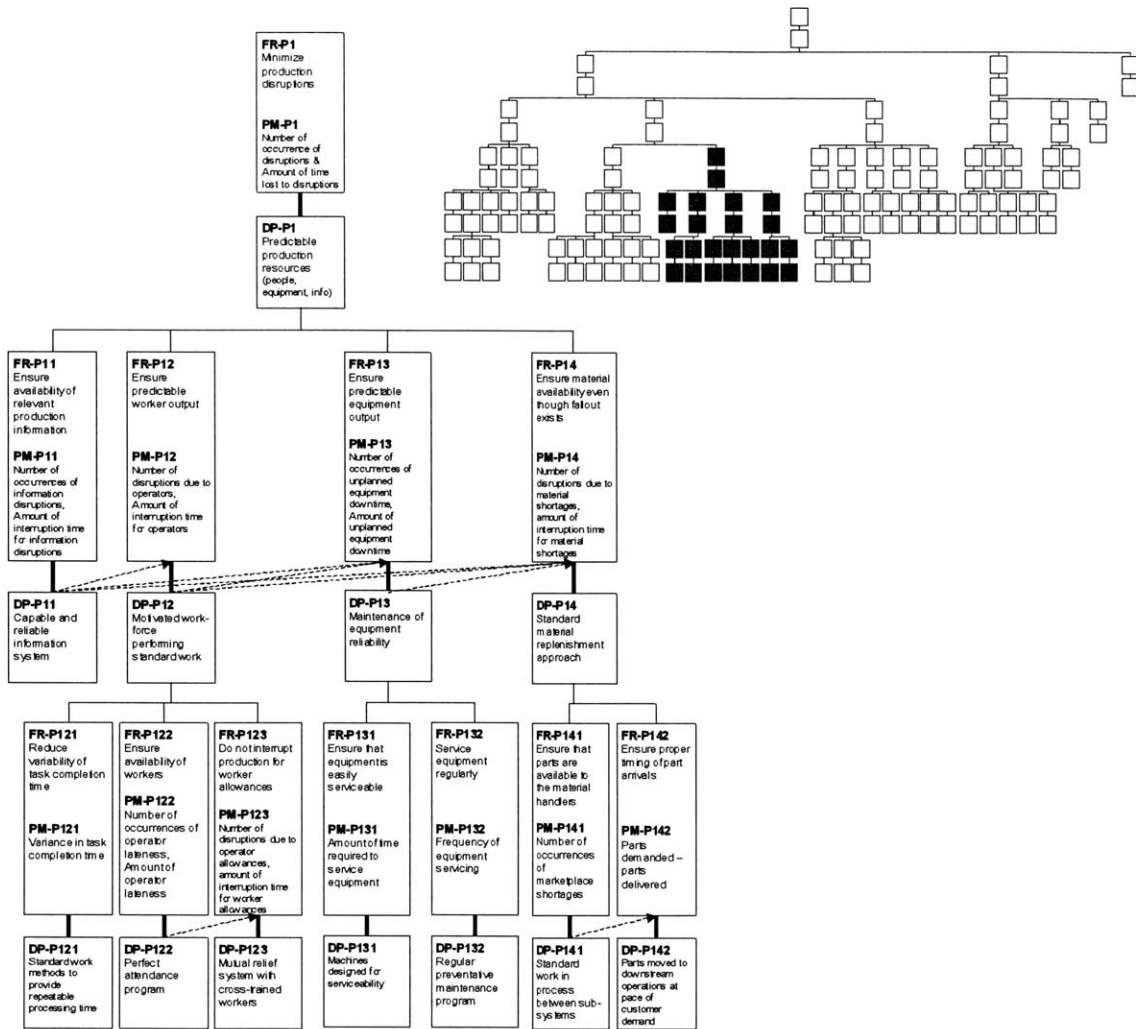 FR-P1
Minimize
production
disruptions
PM-P1
Number of
occurrence of
disruptions &
Amount of time
lost to disruptions
DP-P1
Predictable
production
resources
(people,
equipment, info)
FR-P11
Ensure
availability of
relevant
production
information
PM-P11
Number of
occurrences of
information
disruptions,
Amount of
interruption time
for information
disruptions
FR-P12
Ensure
predictable
worker output
PM-P12
Number of
disruptions due to
operators,
Amount of
interruption time
for operators
FR-P13
Ensure
predictable
equipment
output
PM-P13
Number of
occurrences of
unplanned
equipment
downtime,
Amount of
unplanned
equipment
downtime
FR-P14
Ensure material
availability even
though fallout
exists
PM-P14
Number of
disruptions due to
material
shortages,
amount of
interruption time
for material
shortages
DP-P11
Capable and
reliable
information
system
DP-P12
Motivated work-
force
performing
standard work
DP-P13
Maintenance of
equipment
reliability
DP-P14
Standard
material
replenishment
approach
FR-P121
Reduce
variability of
task completion
time
PM-P121
Variance in task
completion time
FR-P122
Ensure
availability of
workers
PM-P122
Number of
occurrences of
operator
lateness,
Amount of
operator
lateness
FR-P123
Do not interrupt
production for
worker
allowances
PM-P123
Number of
disruptions due to
operator
allowances,
amount of
interruption time
for worker
allowances
FR-P131
Ensure that
equipment is
easily
serviceable
PM-P131
Amount of time
required to
service
equipment
FR-P132
Service
equipment
regularly
PM-P132
Frequency of
equipment
servicing
FR-P141
Ensure that
parts are
available to
the material
handlers
PM-P141
Number of
occurrences
of
marketplace
shortages
FR-P142
Ensure proper
timing of part
arrivals
PM-P142
Parts
demanded –
parts
delivered
DP-P121
Standard work
methods to
provide
repeatable
processing time
DP-P122
Perfect
attendance
program
DP-P123
Mutual relief
system with
cross-trained
workers
DP-P131
Machines
designed for
serviceability
DP-P132
Regular
preventative
maintenance
program
DP-P141
Standard
work in
process
between sub-
systems
DP-P142
Parts moved to
downstream
operations at
pace of
customer
demand